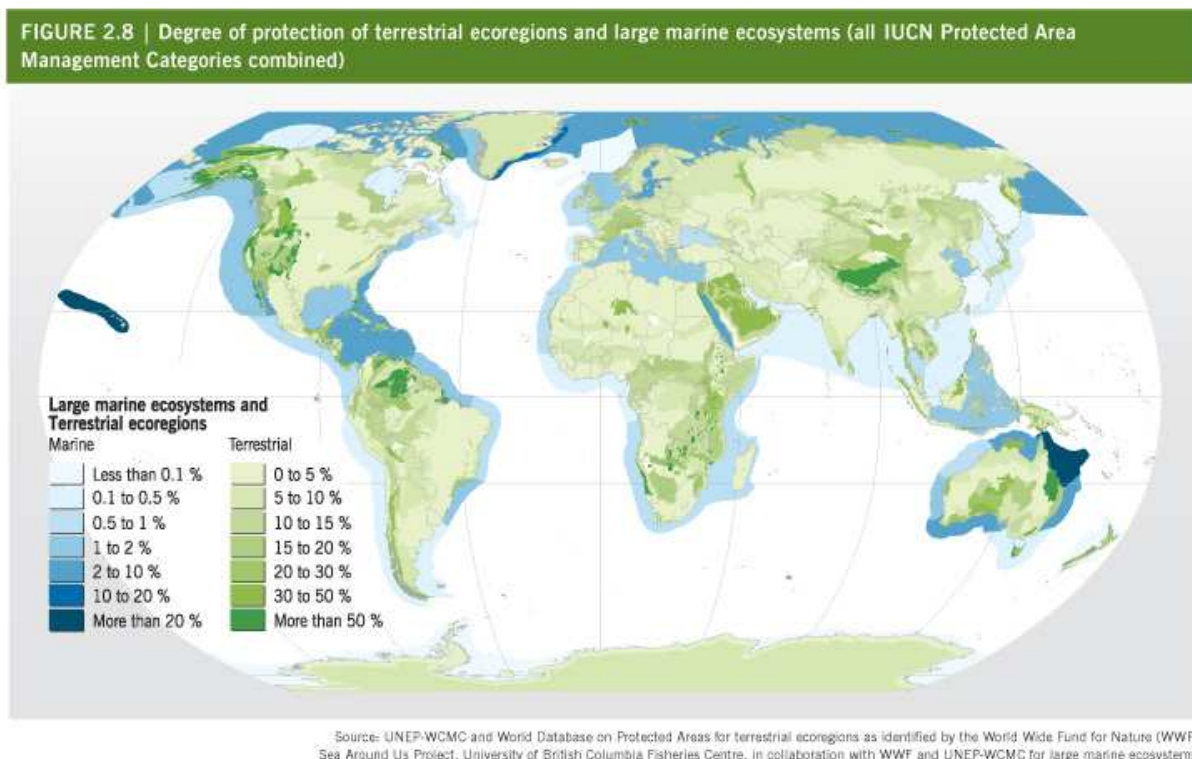 FIGURE 2.8 | Degree of protection of terrestrial ecoregions and large marine ecosystems (all IUCN Protected Area
Management Categories combined)
Large marine ecosystems and
Terrestrial ecoregions
Marine
Less than 0.1 %
0.1 to 0.5 %
0.5 to 1 %
1 to 2 %
2 to 10 %
10 to 20 %
More than 20 %
Terrestrial
0 to 5 %
5 to 10 %
10 to 15 %
15 to 20 %
20 to 30 %
30 to 50 %
More than 50 %
Source: UNEP-WCMC and World Database on Protected Areas for terrestrial ecoregions as identified by the World Wide Fund for Nature (WWF
Sea Around Us Project, University of British Columbia Fisheries Centre, in collaboration with WWF and UNEP-WCMC for large marine ecosystem